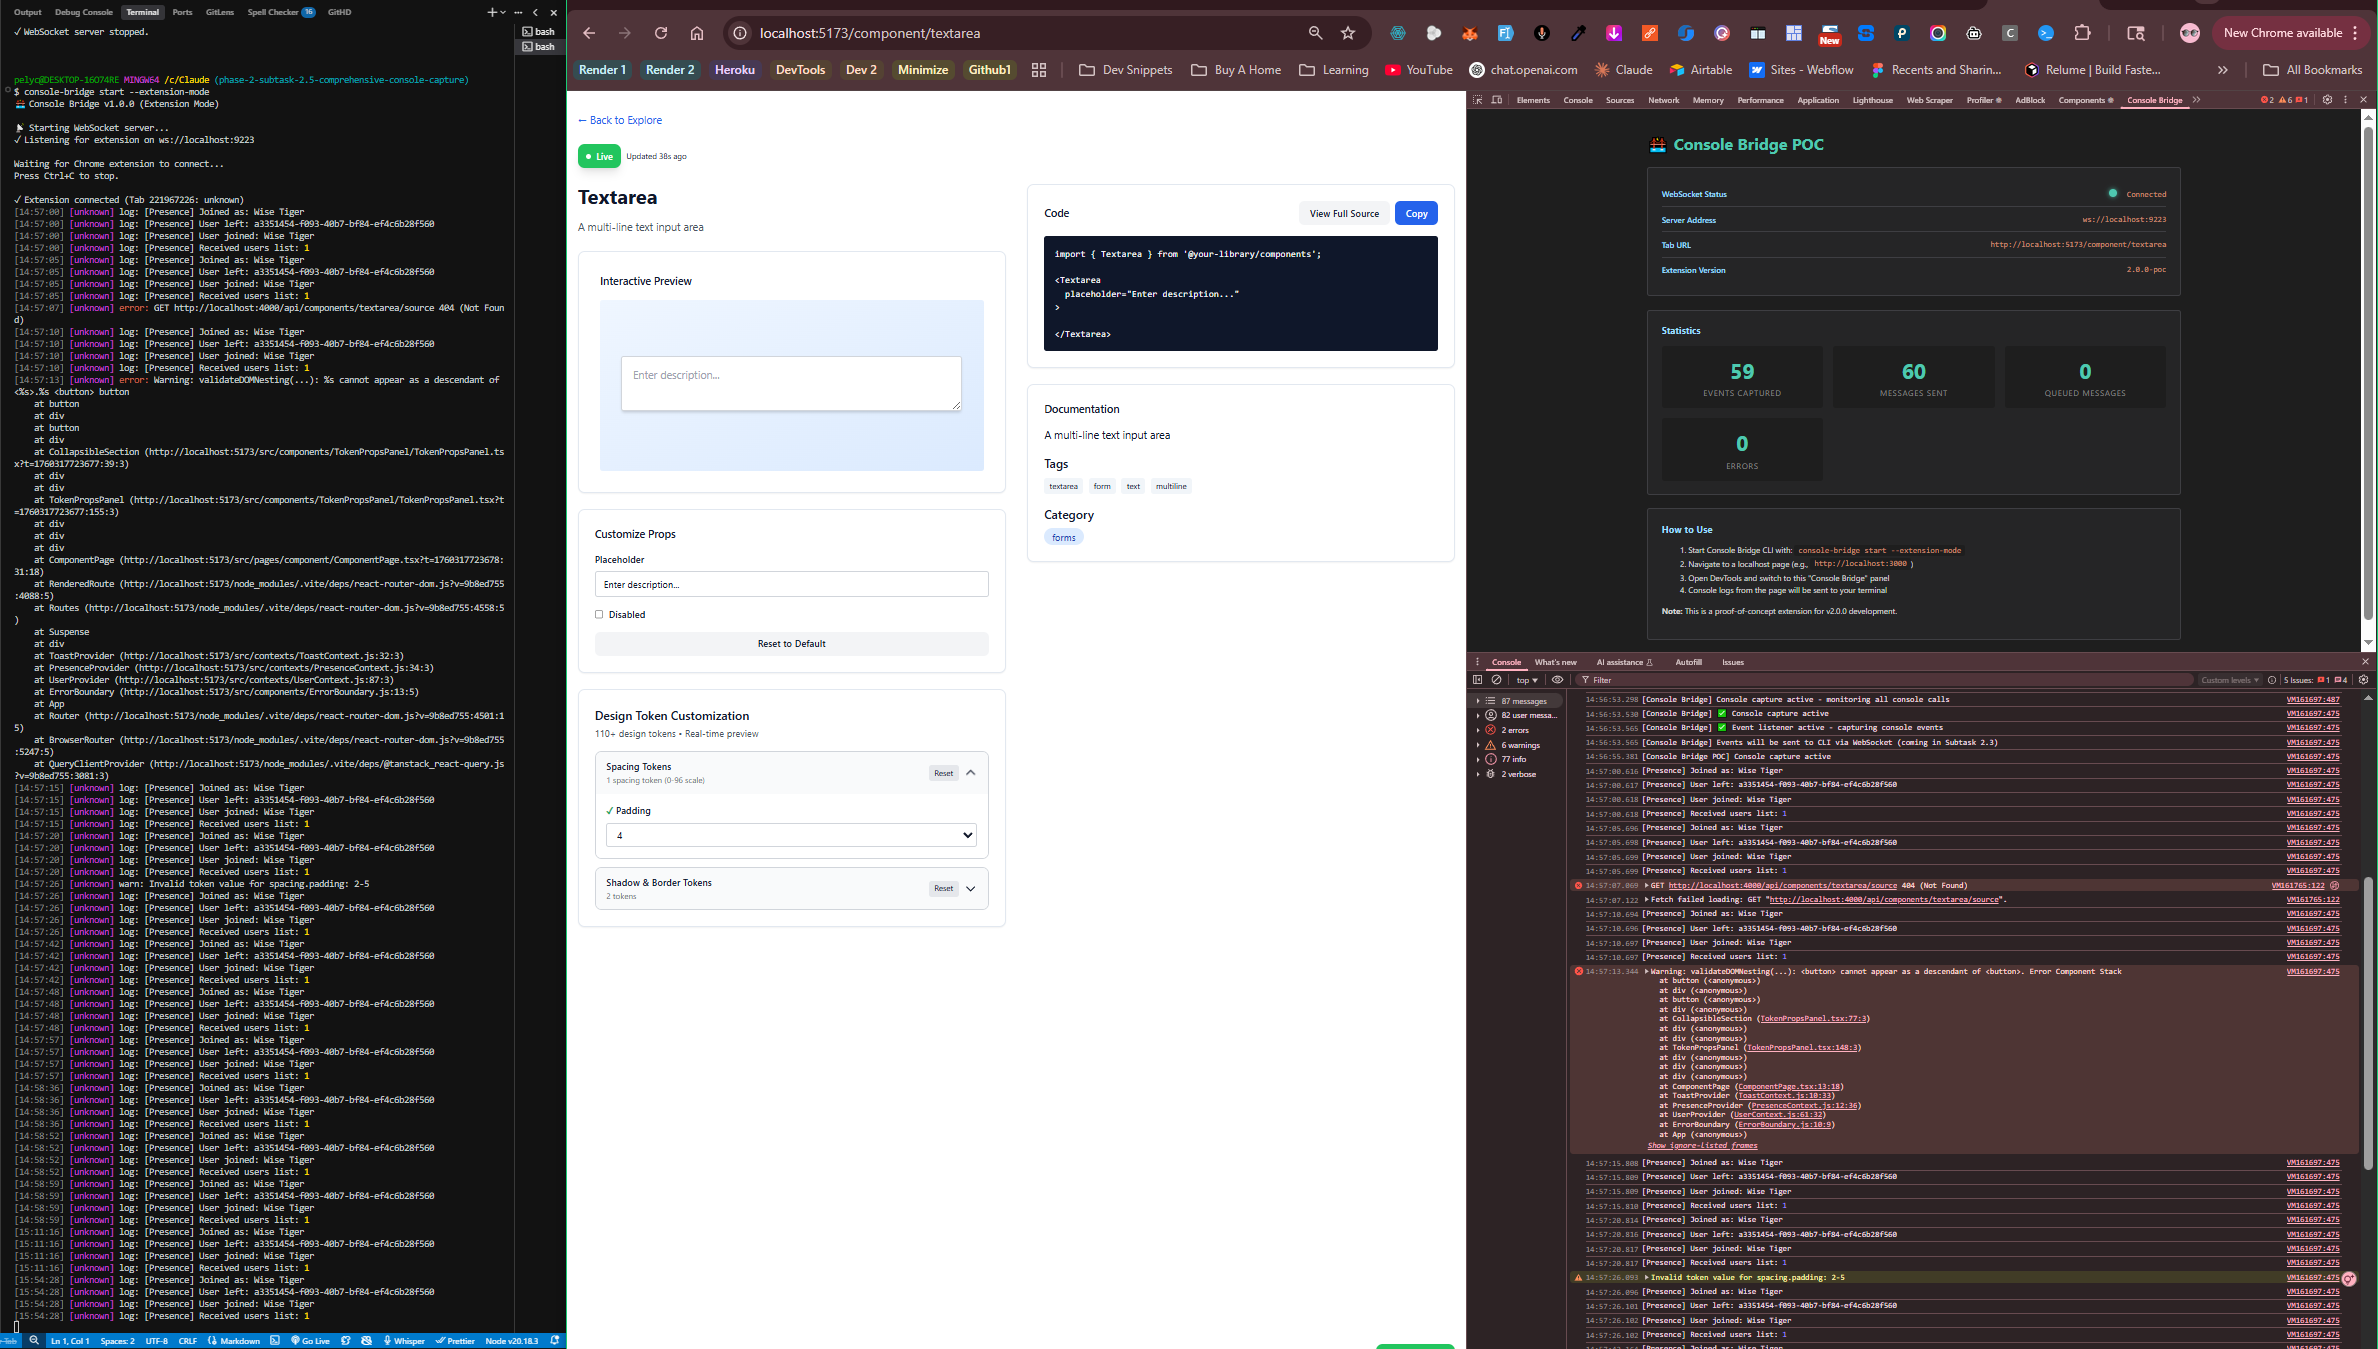 Output Debug Console Terminal Ports GitLens Spell Checker 16 GitHD
✓ WebSocket server stopped.
bash
bash
pelyc@DESKTOP-16O74RE MINGW64 /c/Claude (phase-2-subtask-2.5-comprehensive-console-capture)
$ console-bridge start --extension-mode
Console Bridge v1.0.0 (Extension Mode)
Starting WebSocket server...
✓ Listening for extension on ws://localhost:9223
Waiting for Chrome extension to connect...
Press Ctrl+C to stop.
✓ Extension connected (Tab 221967226: unknown)
[14:57:00] [unknown] log: [Presence] Joined as: Wise Tiger
[14:57:00] [unknown] log: [Presence] User left: a3351454-f093-40b7-bf84-ef4c6b28f560
[14:57:00] [unknown] log: [Presence] User joined: Wise Tiger
[14:57:00] [unknown] log: [Presence] Received users list: 1
[14:57:05] [unknown] log: [Presence] Joined as: Wise Tiger
[14:57:05] [unknown] log: [Presence] User left: a3351454-f093-40b7-bf84-ef4c6b28f560
[14:57:05] [unknown] log: [Presence] User joined: Wise Tiger
[14:57:05] [unknown] log: [Presence] Received users list: 1
[14:57:07] [unknown] error: GET http://localhost:4000/api/components/textarea/source 404 (Not Foun
d)
[14:57:10] [unknown] log: [Presence] Joined as: Wise Tiger
[14:57:10] [unknown] log: [Presence] User left: a3351454-f093-40b7-bf84-ef4c6b28f560
[14:57:10] [unknown] log: [Presence] User joined: Wise Tiger
[14:57:10] [unknown] log: [Presence] Received users list: 1
[14:57:13] [unknown] error: Warning: validateDOMNesting(...): %s cannot appear as a descendant of
<%s>.%s <button> button
at button
at div
at button
at div
at CollapsibleSection (http://localhost:5173/src/components/TokenPropsPanel/TokenPropsPanel.ts
x?t=1760317723677:39:3)
at div
at div
at TokenPropsPanel (http://localhost:5173/src/components/TokenPropsPanel/TokenPropsPanel.tsx?t
=1760317723677:155:3)
at div
at div
at div
at ComponentPage (http://localhost:5173/src/pages/component/ComponentPage.tsx?t=1760317723678:
31:18)
at RenderedRoute (http://localhost:5173/node_modules/.vite/deps/react-router-dom.js?v=9b8ed755
:4088:5)
at Routes (http://localhost:5173/node_modules/.vite/deps/react-router-dom.js?v=9b8ed755:4558:5
)
at Suspense
at div
at ToastProvider (http://localhost:5173/src/contexts/ToastContext.js:32:3)
at PresenceProvider (http://localhost:5173/src/contexts/PresenceContext.js:34:3)
at UserProvider (http://localhost:5173/src/contexts/UserContext.js:87:3)
at ErrorBoundary (http://localhost:5173/src/components/ErrorBoundary.js:13:5)
at App
at Router (http://localhost:5173/node_modules/.vite/deps/react-router-dom.js?v=9b8ed755:4501:1
5)
at BrowserRouter (http://localhost:5173/node_modules/.vite/deps/react-router-dom.js?v=9b8ed755
:5247:5)
at QueryClientProvider (http://localhost:5173/node_modules/.vite/deps/@tanstack_react-query.js
?v=9b8ed755:3081:3)
[14:57:15] [unknown] log: [Presence] Joined as: Wise Tiger
[14:57:15] [unknown] log: [Presence] User left: a3351454-f093-40b7-bf84-ef4c6b28f560
[14:57:15] [unknown] log: [Presence] User joined: Wise Tiger
[14:57:15] [unknown] log: [Presence] Received users list: 1
[14:57:20] [unknown] log: [Presence] Joined as: Wise Tiger
[14:57:20] [unknown] log: [Presence] User left: a3351454-f093-40b7-bf84-ef4c6b28f560
[14:57:20] [unknown] log: [Presence] User joined: Wise Tiger
[14:57:20] [unknown] log: [Presence] Received users list: 1
[14:57:26] [unknown] warn: Invalid token value for spacing.padding: 2-5
[14:57:26] [unknown] log: [Presence] Joined as: Wise Tiger
[14:57:26] [unknown] log: [Presence] User left: a3351454-f093-40b7-bf84-ef4c6b28f560
[14:57:26] [unknown] log: [Presence] User joined: Wise Tiger
[14:57:26] [unknown] log: [Presence] Received users list: 1
[14:57:42] [unknown] log: [Presence] Joined as: Wise Tiger
[14:57:42] [unknown] log: [Presence] User left: a3351454-f093-40b7-bf84-ef4c6b28f560
[14:57:42] [unknown] log: [Presence] User joined: Wise Tiger
[14:57:42] [unknown] log: [Presence] Received users list: 1
[14:57:48] [unknown] log: [Presence] Joined as: Wise Tiger
[14:57:48] [unknown] log: [Presence] User left: a3351454-f093-40b7-bf84-ef4c6b28f560
[14:57:48] [unknown] log: [Presence] User joined: Wise Tiger
[14:57:48] [unknown] log: [Presence] Received users list: 1
[14:57:57] [unknown] log: [Presence] Joined as: Wise Tiger
[14:57:57] [unknown] log: [Presence] User left: a3351454-f093-40b7-bf84-ef4c6b28f560
[14:57:57] [unknown] log: [Presence] User joined: Wise Tiger
[14:57:57] [unknown] log: [Presence] Received users list: 1
[14:58:36] [unknown] log: [Presence] Joined as: Wise Tiger
[14:58:36] [unknown] log: [Presence] User left: a3351454-f093-40b7-bf84-ef4c6b28f560
[14:58:36] [unknown] log: [Presence] User joined: Wise Tiger
[14:58:36] [unknown] log: [Presence] Received users list: 1
[14:58:52] [unknown] log: [Presence] Joined as: Wise Tiger
[14:58:52] [unknown] log: [Presence] User left: a3351454-f093-40b7-bf84-ef4c6b28f560
[14:58:52] [unknown] log: [Presence] User joined: Wise Tiger
[14:58:52] [unknown] log: [Presence] Received users list: 1
[14:58:59] [unknown] log: [Presence] Joined as: Wise Tiger
[14:58:59] [unknown] log: [Presence] User left: a3351454-f093-40b7-bf84-ef4c6b28f560
[14:58:59] [unknown] log: [Presence] User joined: Wise Tiger
[14:58:59] [unknown] log: [Presence] Received users list: 1
[15:11:16] [unknown] log: [Presence] Joined as: Wise Tiger
[15:11:16] [unknown] log: [Presence] User left: a3351454-f093-40b7-bf84-ef4c6b28f560
[15:11:16] [unknown] log: [Presence] User joined: Wise Tiger
[15:11:16] [unknown] log: [Presence] Received users list: 1
[15:54:28] [unknown] log: [Presence] Joined as: Wise Tiger
[15:54:28] [unknown] log: [Presence] User left: a3351454-f093-40b7-bf84-ef4c6b28f560
[15:54:28] [unknown] log: [Presence] User joined: Wise Tiger
[15:54:28] [unknown] log: [Presence] Received users list: 1
Ln 1, Col 1 Spaces: 2 UTF-8 CRLF Markdown Go Live Whisper Prettier Node v20.18.3
localhost:5173/component/textarea
New
New Chrome available
Render 1 Render 2 Heroku DevTools Dev 2 Minimize Github1 Dev Snippets Buy A Home Learning YouTube chat.openai.com Claude Airtable Sites - Webflow Recents and Sharin... Relume | Build Faste... » All Bookmarks
← Back to Explore
Live Updated 38s ago
Textarea
A multi-line text input area
Interactive Preview
Enter description...
Customize Props
Placeholder
Enter description...
Disabled
Reset to Default
Design Token Customization
110+ design tokens • Real-time preview
Spacing Tokens
1 spacing token (0-96 scale)
Reset
✓ Padding
4
Shadow & Border Tokens
2 tokens
Reset
Code
View Full Source
Copy
import { Textarea } from '@your-library/components';
<Textarea
placeholder="Enter description..."
>
</Textarea>
Documentation
A multi-line text input area
Tags
textarea form text multiline
Category
forms
Elements Console Sources Network Memory Performance Application Lighthouse Web Scraper Profiler AdBlock Components Console Bridge » 2 6 1
Console Bridge POC
WebSocket Status Connected
Server Address ws://localhost:9223
Tab URL http://localhost:5173/component/textarea
Extension Version 2.0.0-poc
Statistics
59
EVENTS CAPTURED
60
MESSAGES SENT
0
QUEUED MESSAGES
0
ERRORS
How to Use
1. Start Console Bridge CLI with: console-bridge start --extension-mode
2. Navigate to a localhost page (e.g., http://localhost:3000 )
3. Open DevTools and switch to this "Console Bridge" panel
4. Console logs from the page will be sent to your terminal
Note: This is a proof-of-concept extension for v2.0.0 development.
Console What's new AI assistance Autofill Issues
top Filter Custom levels 5 Issues: 1 4
87 messages
82 user messa...
2 errors
6 warnings
77 info
2 verbose
14:56:53.298 [Console Bridge] Console capture active - monitoring all console calls VM161697:487
14:56:53.530 [Console Bridge] ✅ Console capture active VM161697:475
14:56:53.565 [Console Bridge] ✅ Event listener active - capturing console events VM161697:475
14:56:53.565 [Console Bridge] Events will be sent to CLI via WebSocket (coming in Subtask 2.3) VM161697:475
14:56:55.381 [Console Bridge POC] Console capture active VM161697:475
14:57:00.616 [Presence] Joined as: Wise Tiger VM161697:475
14:57:00.617 [Presence] User left: a3351454-f093-40b7-bf84-ef4c6b28f560 VM161697:475
14:57:00.618 [Presence] User joined: Wise Tiger VM161697:475
14:57:00.618 [Presence] Received users list: 1 VM161697:475
14:57:05.696 [Presence] Joined as: Wise Tiger VM161697:475
14:57:05.698 [Presence] User left: a3351454-f093-40b7-bf84-ef4c6b28f560 VM161697:475
14:57:05.699 [Presence] User joined: Wise Tiger VM161697:475
14:57:05.699 [Presence] Received users list: 1 VM161697:475
14:57:07.069 GET http://localhost:4000/api/components/textarea/source 404 (Not Found) VM161765:122
14:57:07.122 Fetch failed loading: GET "http://localhost:4000/api/components/textarea/source". VM161765:122
14:57:10.694 [Presence] Joined as: Wise Tiger VM161697:475
14:57:10.696 [Presence] User left: a3351454-f093-40b7-bf84-ef4c6b28f560 VM161697:475
14:57:10.697 [Presence] User joined: Wise Tiger VM161697:475
14:57:10.697 [Presence] Received users list: 1 VM161697:475
14:57:13.344 Warning: validateDOMNesting(...): <button> cannot appear as a descendant of <button>. Error Component Stack VM161697:475
at button (<anonymous>)
at div (<anonymous>)
at button (<anonymous>)
at div (<anonymous>)
at CollapsibleSection (TokenPropsPanel.tsx:77:3)
at div (<anonymous>)
at div (<anonymous>)
at TokenPropsPanel (TokenPropsPanel.tsx:148:3)
at div (<anonymous>)
at div (<anonymous>)
at div (<anonymous>)
at ComponentPage (ComponentPage.tsx:13:18)
at ToastProvider (ToastContext.js:10:33)
at PresenceProvider (PresenceContext.js:12:36)
at UserProvider (UserContext.js:61:32)
at ErrorBoundary (ErrorBoundary.js:10:9)
at App (<anonymous>)
Show ignore-listed frames
14:57:15.808 [Presence] Joined as: Wise Tiger VM161697:475
14:57:15.809 [Presence] User left: a3351454-f093-40b7-bf84-ef4c6b28f560 VM161697:475
14:57:15.809 [Presence] User joined: Wise Tiger VM161697:475
14:57:15.810 [Presence] Received users list: 1 VM161697:475
14:57:20.814 [Presence] Joined as: Wise Tiger VM161697:475
14:57:20.816 [Presence] User left: a3351454-f093-40b7-bf84-ef4c6b28f560 VM161697:475
14:57:20.817 [Presence] User joined: Wise Tiger VM161697:475
14:57:20.817 [Presence] Received users list: 1 VM161697:475
14:57:26.093 Invalid token value for spacing.padding: 2-5 VM161697:475
14:57:26.096 [Presence] Joined as: Wise Tiger VM161697:475
14:57:26.101 [Presence] User left: a3351454-f093-40b7-bf84-ef4c6b28f560 VM161697:475
14:57:26.102 [Presence] User joined: Wise Tiger VM161697:475
14:57:26.102 [Presence] Received users list: 1 VM161697:475